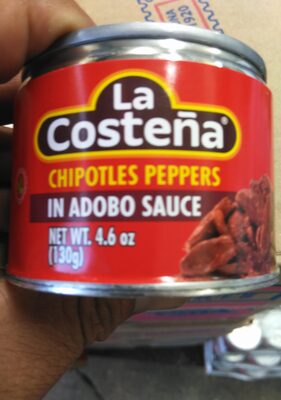 La
Costeña®
CHIPOTLES PEPPERS
IN ADOBO SAUCE
NET WT. 4.6 oz
(130g)